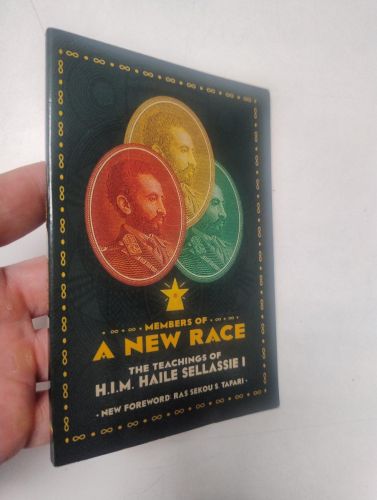 MEMBERS OF
A NEW RACE
THE TEACHINGS OF
H.I.M. HAILE SELLASSIE I
• NEW FOREWORD RAS SEKOU S. TAFARI •